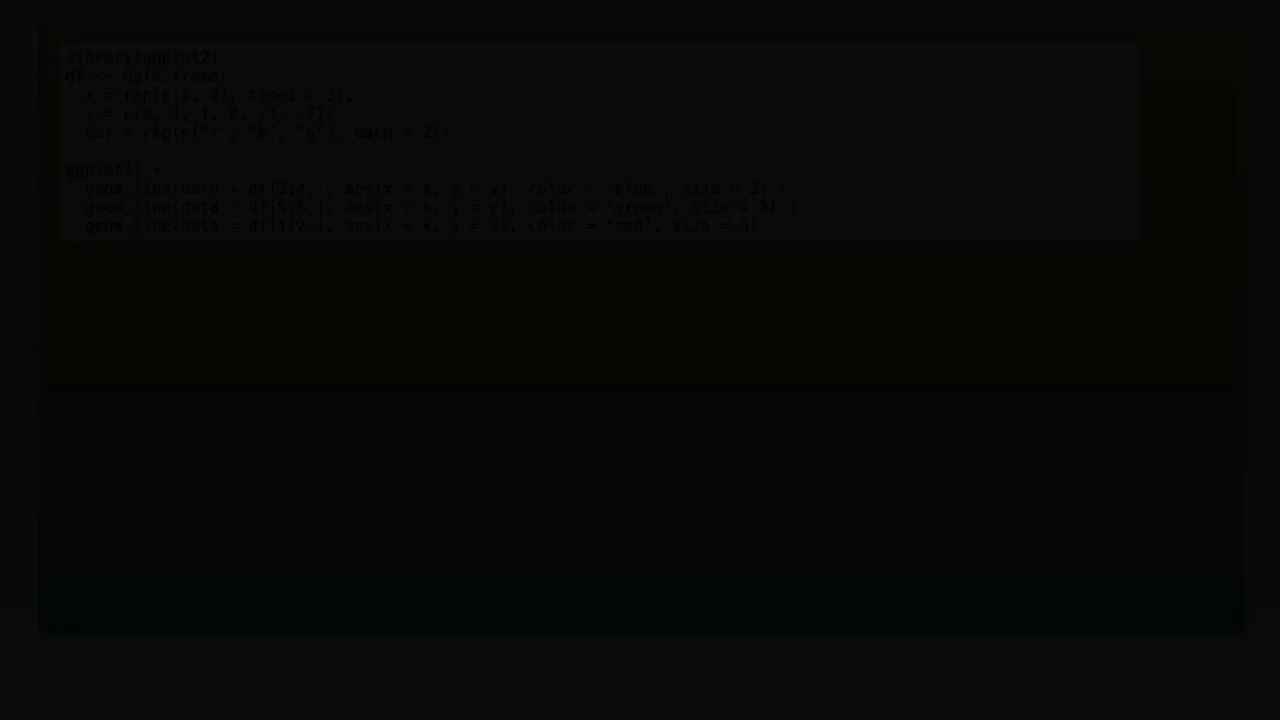 library(ggplot2)
df <- data.frame(
  x = rep(c(1, 2), times = 3),
  y = c(0, 1, 1, 0, .7, .7),
  col = rep(c("r", "b", "g"), each = 2))
ggplot() +
  geom_line(data = df[3:4,], aes(x = x, y = y), color = 'blue', size = 3) +
  geom_line(data = df[5:6,], aes(x = x, y = y), color = 'green', size = 3) +
  geom_line(data = df[1:2,], aes(x = x, y = y), color = 'red', size = 3)